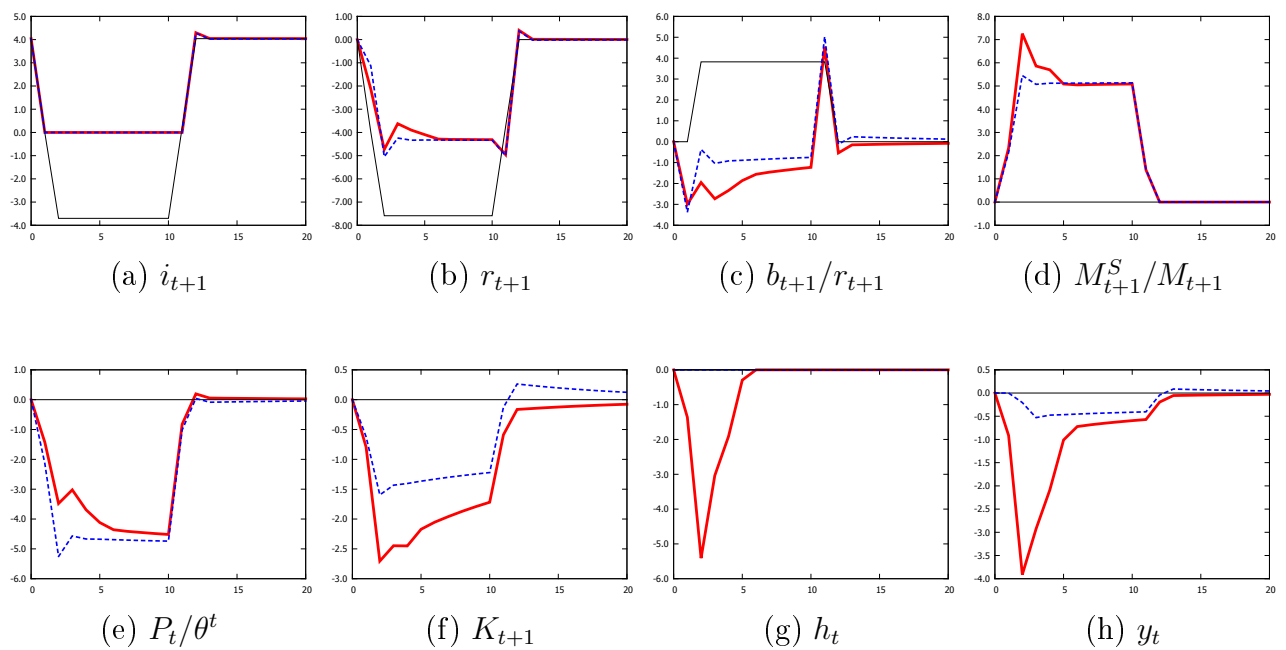 5.0 4.0 3.0 2.0 1.0 0.0 -1.0 -2.0 -3.0 -4.0
0 5 10 15 20
(a) i_{t+1}
1.00 0.00 -1.00 -2.00 -3.00 -4.00 -5.00 -6.00 -7.00 -8.00
0 5 10 15 20
(b) r_{t+1}
6.0 5.0 4.0 3.0 2.0 1.0 0.0 -1.0 -2.0 -3.0 -4.0
0 5 10 15 20
(c) b_{t+1}/r_{t+1}
8.0 7.0 6.0 5.0 4.0 3.0 2.0 1.0 0.0 -1.0
0 5 10 15 20
(d) M^S_{t+1}/M_{t+1}
1.0 0.0 -1.0 -2.0 -3.0 -4.0 -5.0 -6.0
0 5 10 15 20
(e) P_t/θ^t
0.5 0.0 -0.5 -1.0 -1.5 -2.0 -2.5 -3.0
0 5 10 15 20
(f) K_{t+1}
0.0 -1.0 -2.0 -3.0 -4.0 -5.0 -6.0
0 5 10 15 20
(g) h_t
0.5 0.0 -0.5 -1.0 -1.5 -2.0 -2.5 -3.0 -3.5 -4.0
0 5 10 15 20
(h) y_t